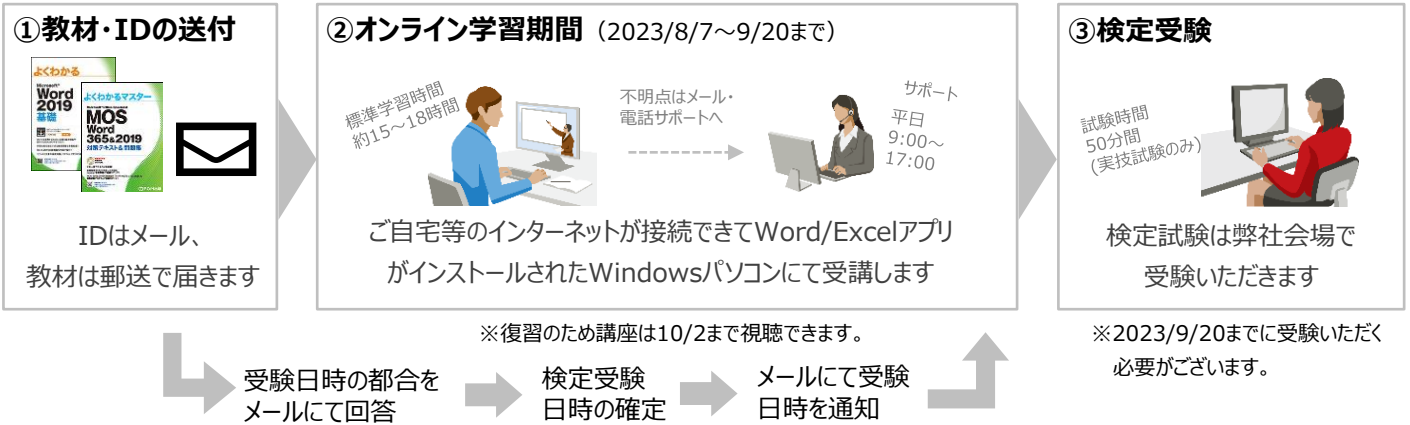 ①教材・IDの送付
よくわかる
Microsoft
Word
2019
基礎
よくわかるマスター
MOS
Word
365&2019
対策テキスト&問題集
IDはメール、
教材は郵送で届きます
②オンライン学習期間（2023/8/7～9/20まで）
標準学習時間
約15～18時間
不明点はメール・
電話サポートへ
サポート
平日
9:00～
17:00
ご自宅等のインターネットが接続できてWord/Excelアプリ
がインストールされたWindowsパソコンにて受講します
③検定受験
試験時間
50分間
(実技試験のみ)
検定試験は弊社会場で
受験いただきます
※復習のため講座は10/2まで視聴できます。
※2023/9/20までに受験いただく
必要がございます。
受験日時の都合を
メールにて回答
検定受験
日時の確定
メールにて受験
日時を通知